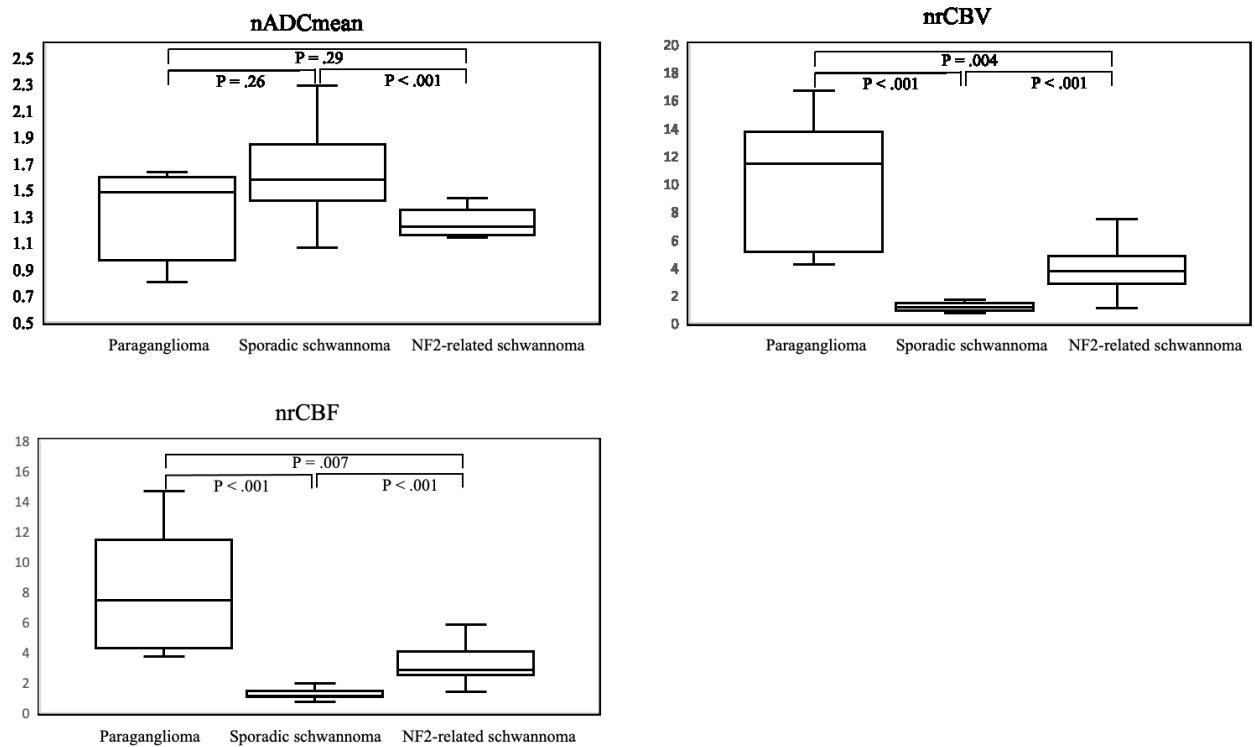 nADCmean
2.5
2.3
2.1
1.9
1.7
1.5
1.3
1.1
0.9
0.7
0.5
P = .29
P = .26 P < .001
Paraganglioma Sporadic schwannoma NF2-related schwannoma
nrCBV
20
18
16
14
12
10
8
6
4
2
0
P = .004
P < .001 P < .001
Paraganglioma Sporadic schwannoma NF2-related schwannoma
nrCBF
18
16
14
12
10
8
6
4
2
0
P = .007
P < .001 P < .001
Paraganglioma Sporadic schwannoma NF2-related schwannoma